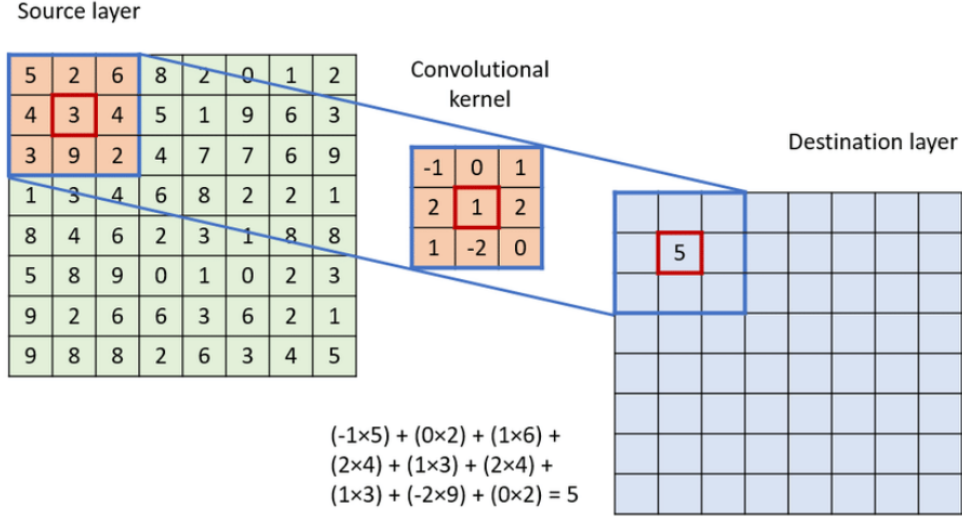 Source layer
5 2 6 8 2 0 1 2
4 3 4 5 1 9 6 3
3 9 2 4 7 7 6 9
1 3 4 6 8 2 2 1
8 4 6 2 3 1 8 8
5 8 9 0 1 0 2 3
9 2 6 6 3 6 2 1
9 8 8 2 6 3 4 5
Convolutional
kernel
-1 0 1
2 1 2
1 -2 0
Destination layer
5
(-1×5) + (0×2) + (1×6) +
(2×4) + (1×3) + (2×4) +
(1×3) + (-2×9) + (0×2) = 5